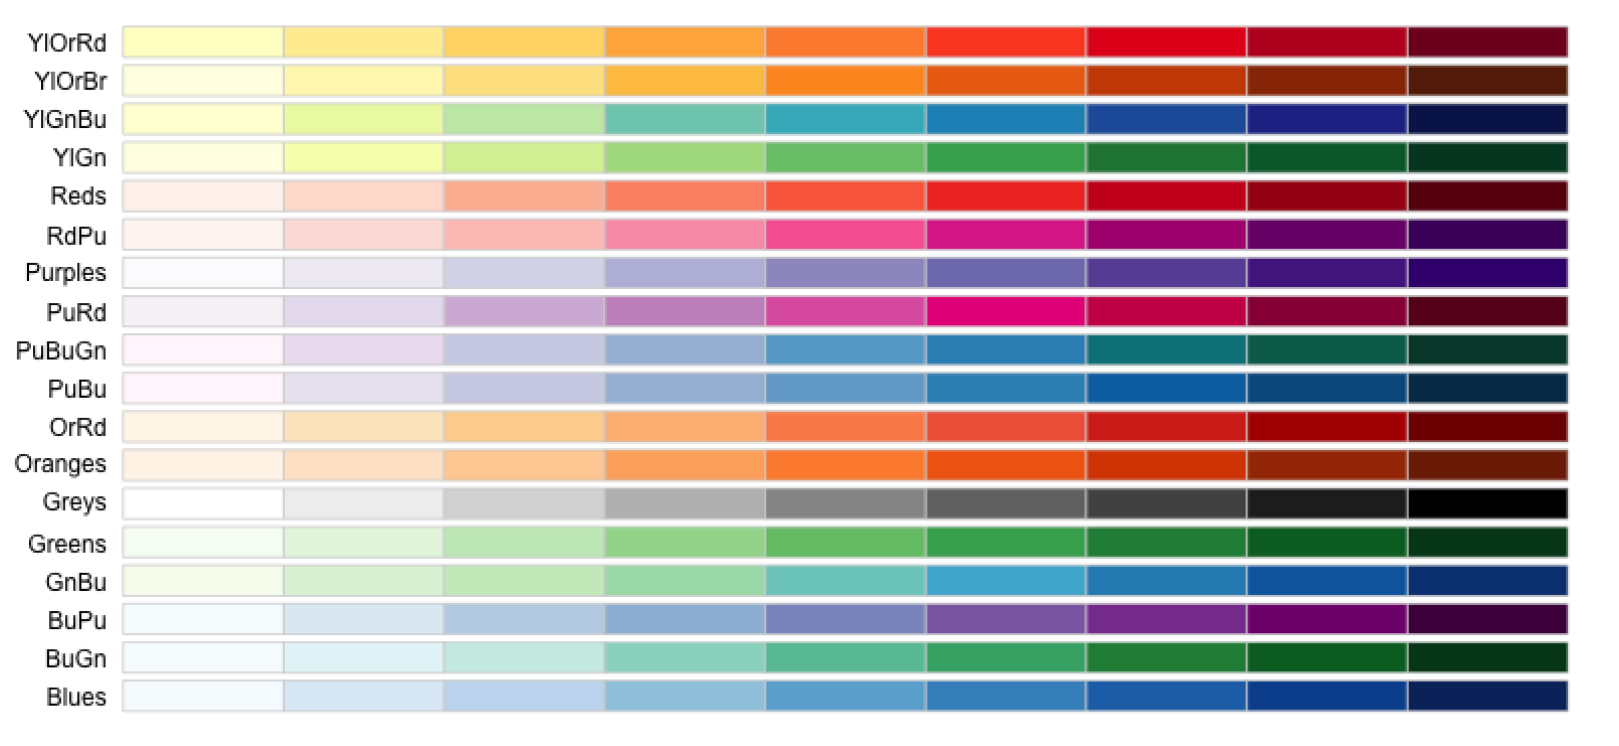 YlOrRd
YlOrBr
YlGnBu
YlGn
Reds
RdPu
Purples
PuRd
PuBuGn
PuBu
OrRd
Oranges
Greys
Greens
GnBu
BuPu
BuGn
Blues